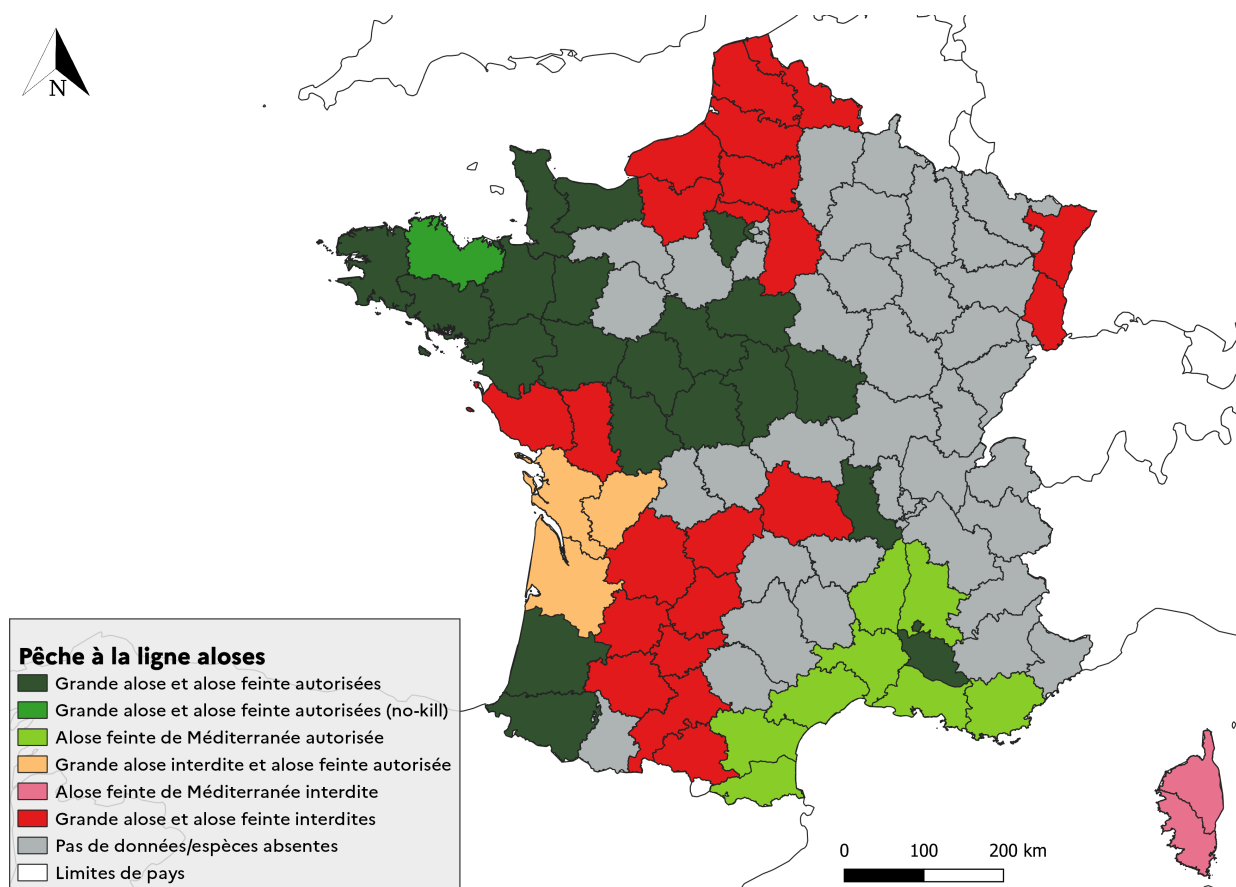 N
Pêche à la ligne aloses
Grande alose et alose feinte autorisées
Grande alose et alose feinte autorisées (no-kill)
Alose feinte de Méditerranée autorisée
Grande alose interdite et alose feinte autorisée
Alose feinte de Méditerranée interdite
Grande alose et alose feinte interdites
Pas de données/espèces absentes
Limites de pays
0 100 200 km